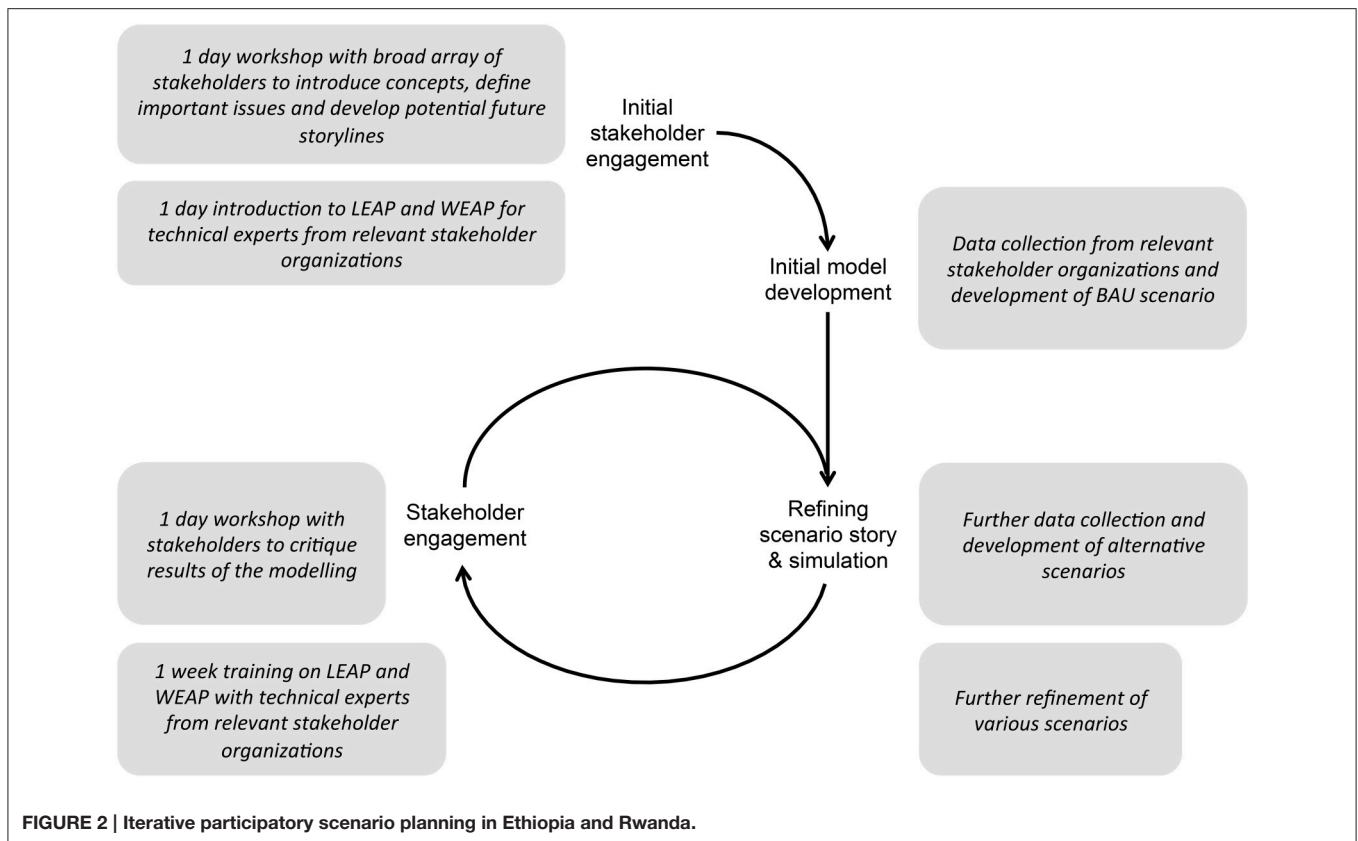 1 day workshop with broad array of
stakeholders to introduce concepts, define
important issues and develop potential future
storylines
Initial
stakeholder
engagement
1 day introduction to LEAP and WEAP for
technical experts from relevant stakeholder
organizations
Initial model
development
Data collection from relevant
stakeholder organizations and
development of BAU scenario
1 day workshop with
stakeholders to critique
results of the modelling
Stakeholder
engagement
Refining
scenario story
& simulation
Further data collection and
development of alternative
scenarios
1 week training on LEAP and
WEAP with technical experts
from relevant stakeholder
organizations
Further refinement of
various scenarios
FIGURE 2 | Iterative participatory scenario planning in Ethiopia and Rwanda.